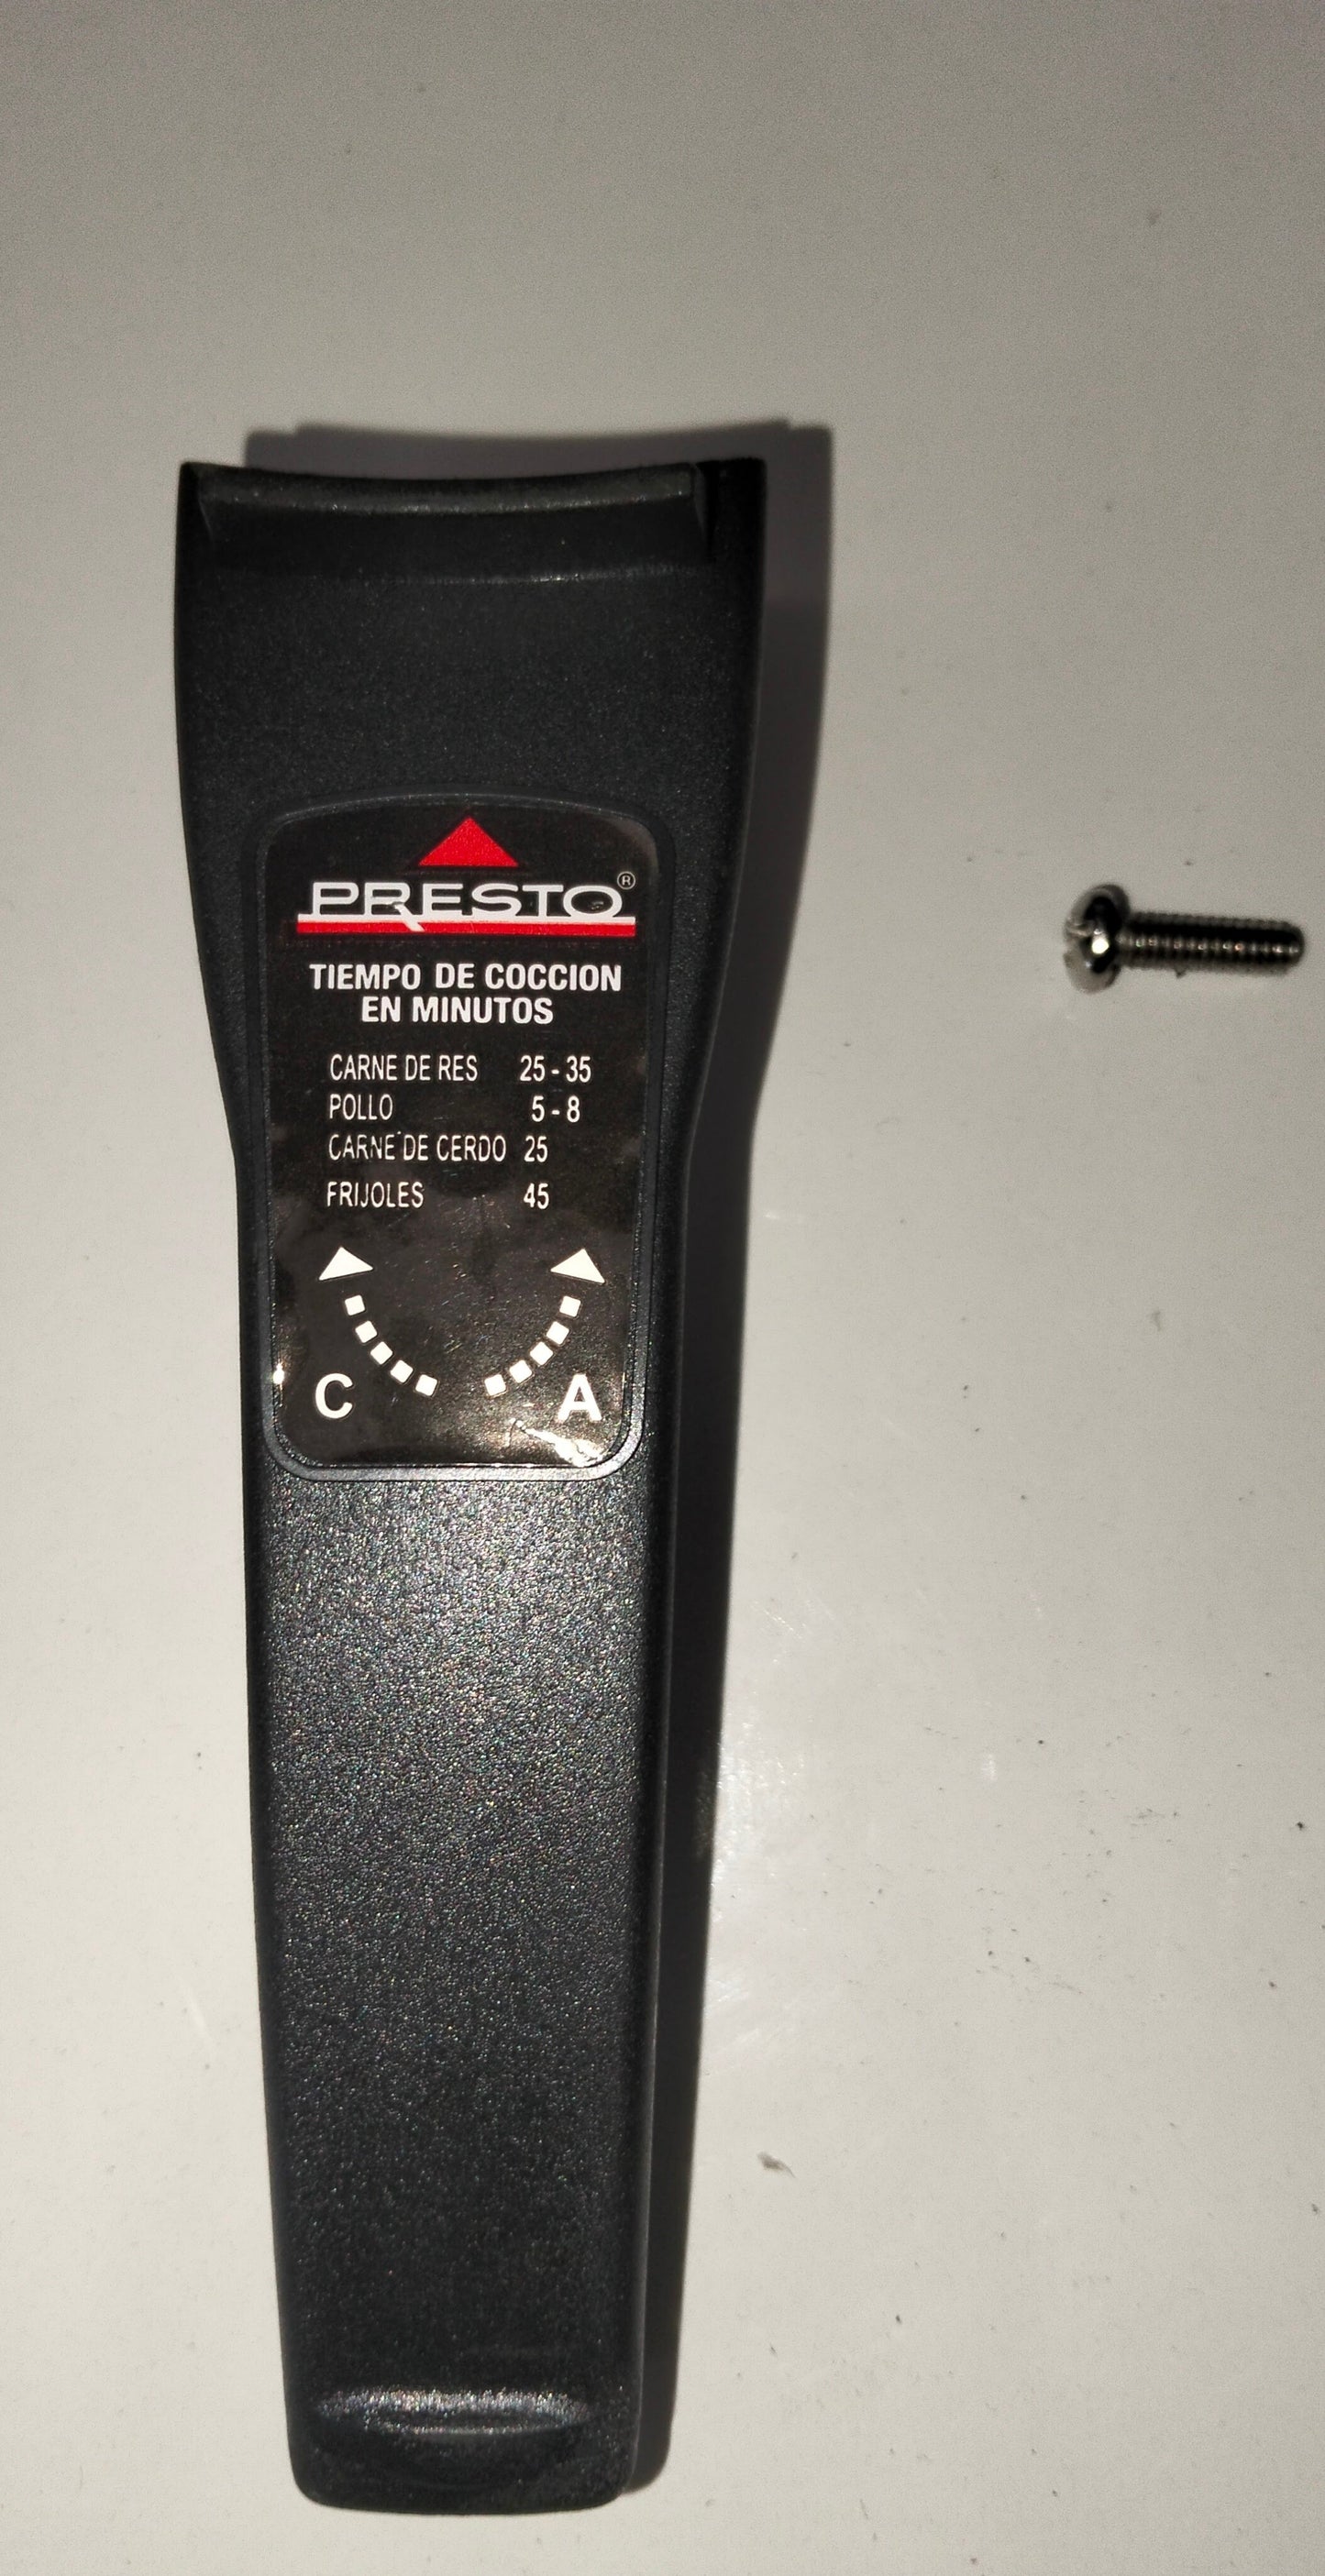 PRESTO®
TIEMPO DE COCCION
EN MINUTOS
CARNE DE RES 25 - 35
POLLO 5 - 8
CARNE DE CERDO 25
FRIJOLES 45
C A